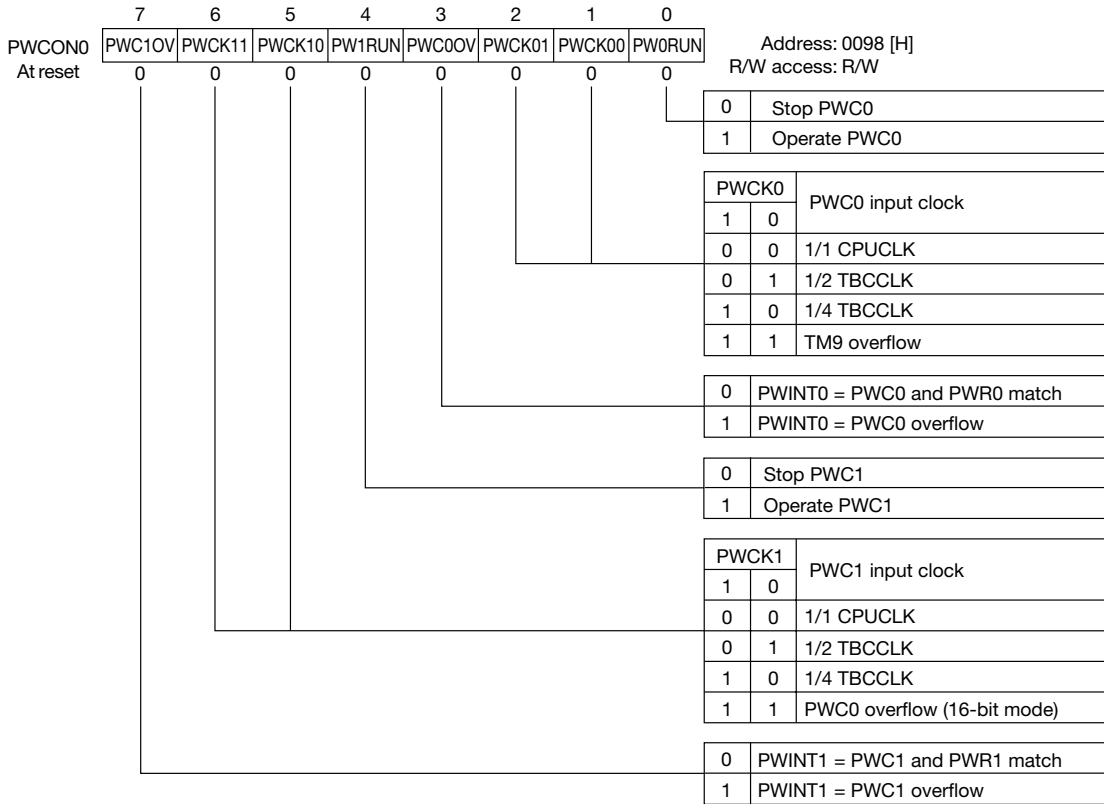 7 6 5 4 3 2 1 0
PWCON0 PWC1OV PWCK11 PWCK10 PW1RUN PWC0OV PWCK01 PWCK00 PW0RUN Address: 0098 [H]
At reset 0 0 0 0 0 0 0 0 R/W access: R/W
0 Stop PWC0
1 Operate PWC0
PWCK0 PWC0 input clock
1 0
0 0 1/1 CPUCLK
0 1 1/2 TBCCLK
1 0 1/4 TBCCLK
1 1 TM9 overflow
0 PWINT0 = PWC0 and PWR0 match
1 PWINT0 = PWC0 overflow
0 Stop PWC1
1 Operate PWC1
PWCK1 PWC1 input clock
1 0
0 0 1/1 CPUCLK
0 1 1/2 TBCCLK
1 0 1/4 TBCCLK
1 1 PWC0 overflow (16-bit mode)
0 PWINT1 = PWC1 and PWR1 match
1 PWINT1 = PWC1 overflow